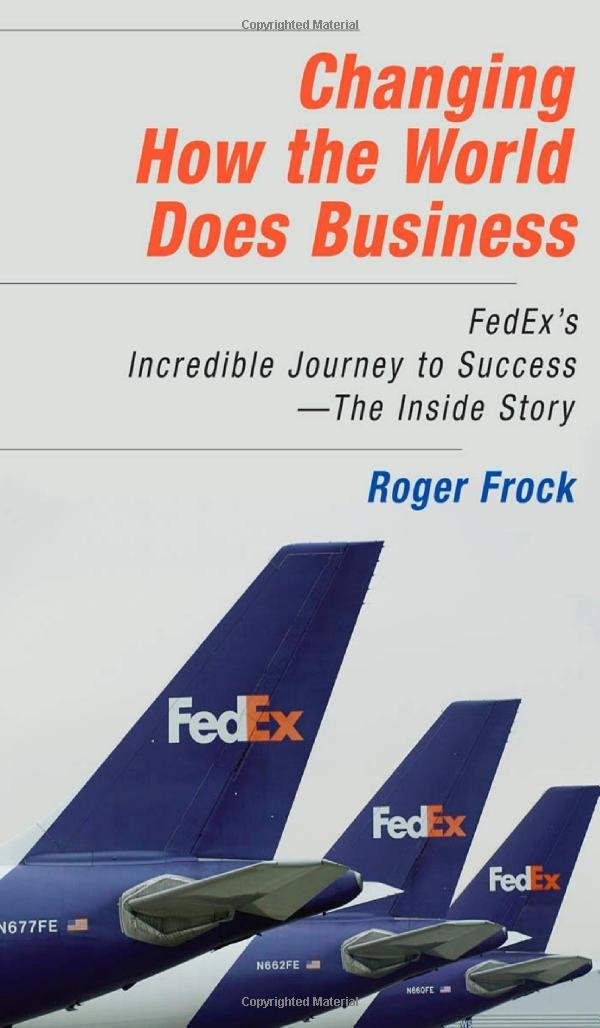 Copyrighted Material
Changing
How the World
Does Business
FedEx's
Incredible Journey to Success
—The Inside Story
Roger Frock
FedEx
FedEx
FedEx
N677FE
N662FE
N660FE
Copyrighted Material